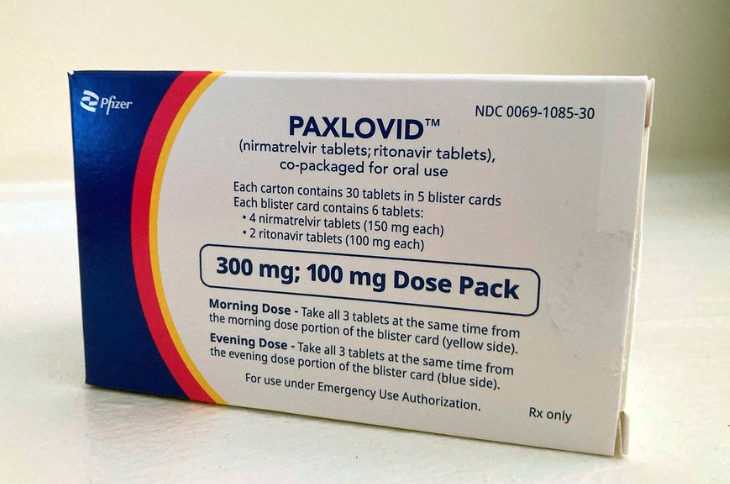 Pfizer
NDC 0069-1085-30
PAXLOVID™
(nirmatrelvir tablets; ritonavir tablets),
co-packaged for oral use
Each carton contains 30 tablets in 5 blister cards
Each blister card contains 6 tablets:
• 4 nirmatrelvir tablets (150 mg each)
• 2 ritonavir tablets (100 mg each)
300 mg; 100 mg Dose Pack
Morning Dose - Take all 3 tablets at the same time from
the morning dose portion of the blister card (yellow side).
Evening Dose - Take all 3 tablets at the same time from
the evening dose portion of the blister card (blue side).
For use under Emergency Use Authorization.
Rx only